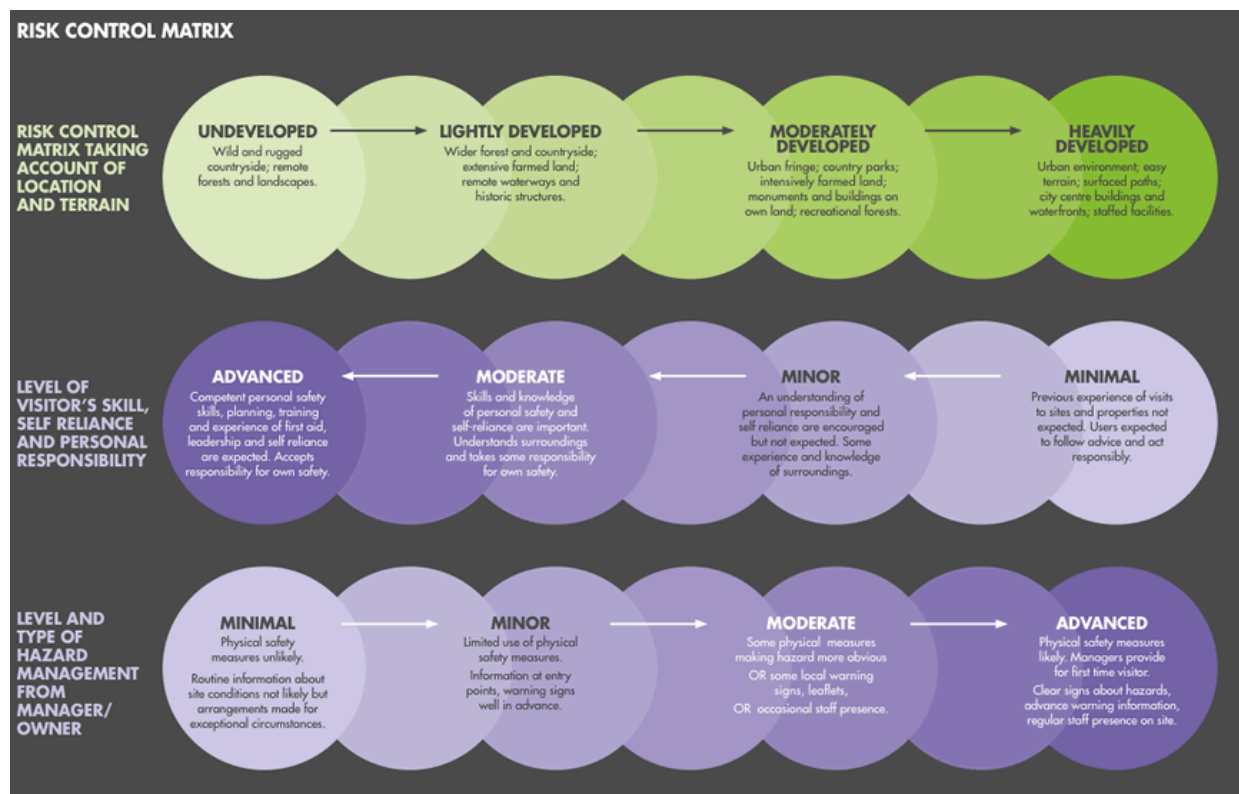 RISK CONTROL MATRIX
RISK CONTROL
MATRIX TAKING
ACCOUNT OF
LOCATION
AND TERRAIN
UNDEVELOPED
Wild and rugged
countryside; remote
forests and landscapes.
LIGHTLY DEVELOPED
Wider forest and countryside;
extensive farmed land;
remote waterways and
historic structures.
MODERATELY
DEVELOPED
Urban fringe; country parks;
intensively farmed land;
monuments and buildings on
own land; recreational forests.
HEAVILY
DEVELOPED
Urban environment; easy
terrain; surfaced paths;
city centre buildings and
waterfronts; staffed facilities.
LEVEL OF
VISITOR'S SKILL,
SELF RELIANCE
AND PERSONAL
RESPONSIBILITY
ADVANCED
Competent personal safety
skills, planning, training
and experience of first aid,
leadership and self reliance
are expected. Accepts
responsibility for own safety.
MODERATE
Skills and knowledge
of personal safety and
self-reliance are important.
Understands surroundings
and takes some responsibility
for own safety.
MINOR
An understanding of
personal responsibility and
self reliance are encouraged
but not expected. Some
experience and knowledge
of surroundings.
MINIMAL
Previous experience of visits
to sites and properties not
expected. Users expected
to follow advice and act
responsibly.
LEVEL AND
TYPE OF
HAZARD
MANAGEMENT
FROM
MANAGER/
OWNER
MINIMAL
Physical safety
measures unlikely.
Routine information about
site conditions not likely but
arrangements made for
exceptional circumstances.
MINOR
Limited use of physical
safety measures.
Information at entry
points, warning signs
well in advance.
MODERATE
Some physical measures
making hazard more obvious
OR some local warning
signs, leaflets,
OR occasional staff presence.
ADVANCED
Physical safety measures
likely. Managers provide
for first time visitor.
Clear signs about hazards,
advance warning information,
regular staff presence on site.